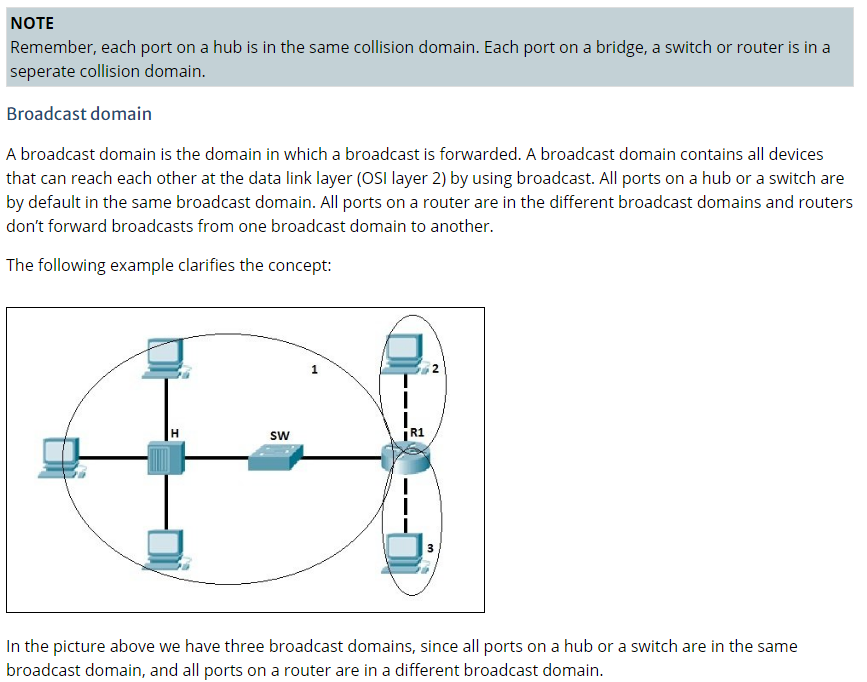 NOTE
Remember, each port on a hub is in the same collision domain. Each port on a bridge, a switch or router is in a
seperate collision domain.
Broadcast domain
A broadcast domain is the domain in which a broadcast is forwarded. A broadcast domain contains all devices
that can reach each other at the data link layer (OSI layer 2) by using broadcast. All ports on a hub or a switch are
by default in the same broadcast domain. All ports on a router are in the different broadcast domains and routers
don’t forward broadcasts from one broadcast domain to another.
The following example clarifies the concept:
1
2
H
SW
R1
3
In the picture above we have three broadcast domains, since all ports on a hub or a switch are in the same
broadcast domain, and all ports on a router are in a different broadcast domain.